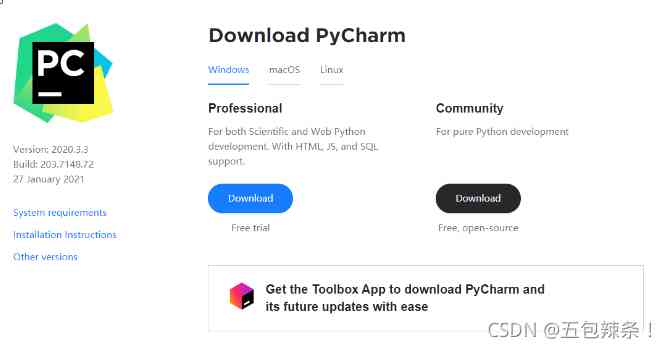 PC
Version: 2020.3.3
Build: 203.7148.72
27 January 2021
System requirements
Installation Instructions
Other versions
Download PyCharm
Windows macOS Linux
Professional
For both Scientific and Web Python
development. With HTML, JS, and SQL
support.
Download
Free trial
Community
For pure Python development
Download
Free, open-source
Get the Toolbox App to download PyCharm and
its future updates with ease
CSDN @五包辣条！